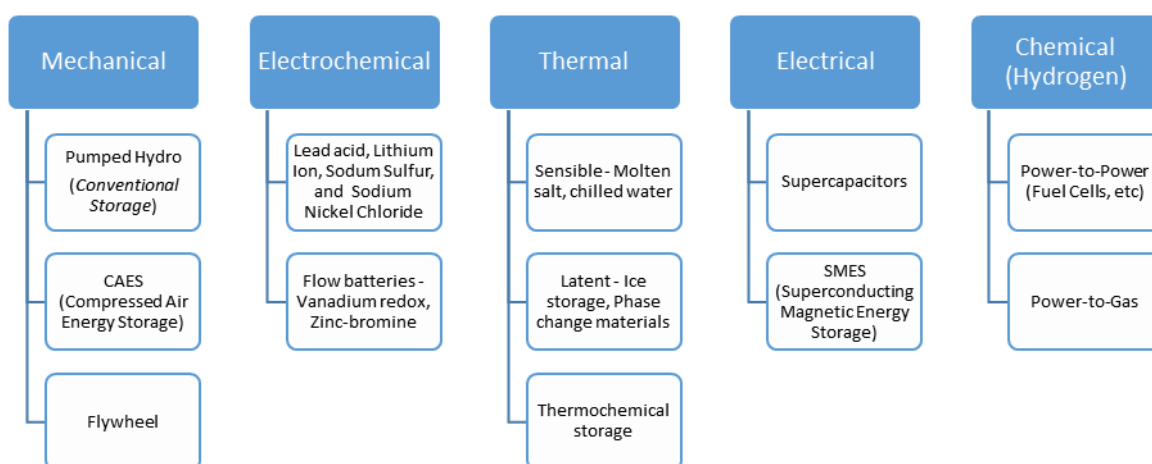 Mechanical
Pumped Hydro
(Conventional
Storage)
CAES
(Compressed Air
Energy Storage)
Flywheel
Electrochemical
Lead acid, Lithium
Ion, Sodum Sulfur,
and Sodium
Nickel Chloride
Flow batteries -
Vanadium redox,
Zinc-bromine
Thermal
Sensible - Molten
salt, chilled water
Latent - Ice
storage, Phase
change materials
Thermochemical
storage
Electrical
Supercapacitors
SMES
(Superconducting
Magnetic Energy
Storage)
Chemical
(Hydrogen)
Power-to-Power
(Fuel Cells, etc)
Power-to-Gas